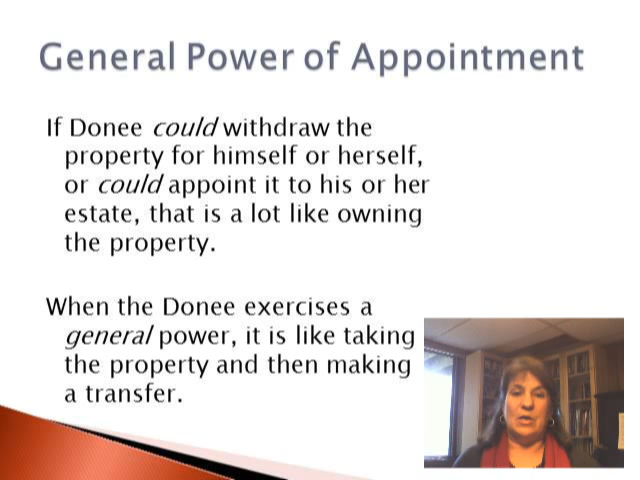 General Power of Appointment
If Donee could withdraw the
property for himself or herself,
or could appoint it to his or her
estate, that is a lot like owning
the property.
When the Donee exercises a
general power, it is like taking
the property and then making
a transfer.